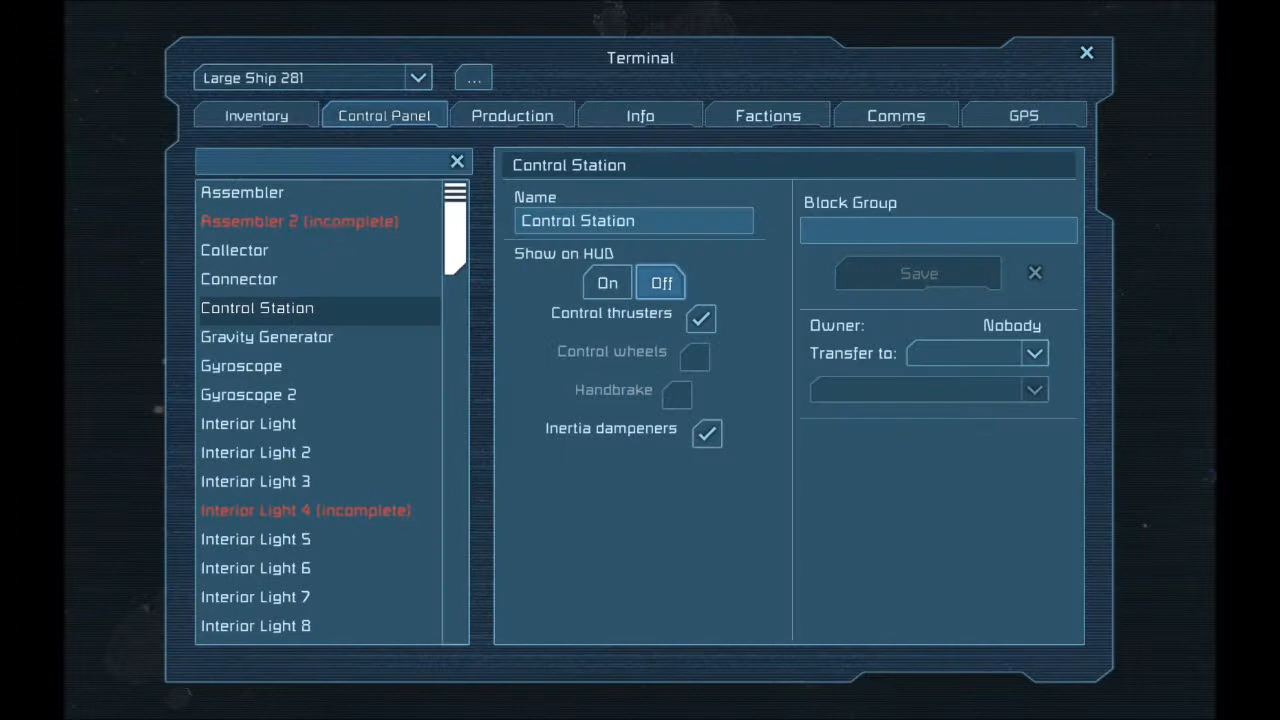 Terminal
Large Ship 281
...
Inventory
Control Panel
Production
Info
Factions
Comms
GPS
Assembler
Assembler 2 (incomplete)
Collector
Connector
Control Station
Gravity Generator
Gyroscope
Gyroscope 2
Interior Light
Interior Light 2
Interior Light 3
Interior Light 4 (incomplete)
Interior Light 5
Interior Light 6
Interior Light 7
Interior Light 8
Control Station
Name
Control Station
Show on HUD
On
Off
Control thrusters
Control wheels
Handbrake
Inertia dampeners
Block Group
Save
Owner: Nobody
Transfer to: